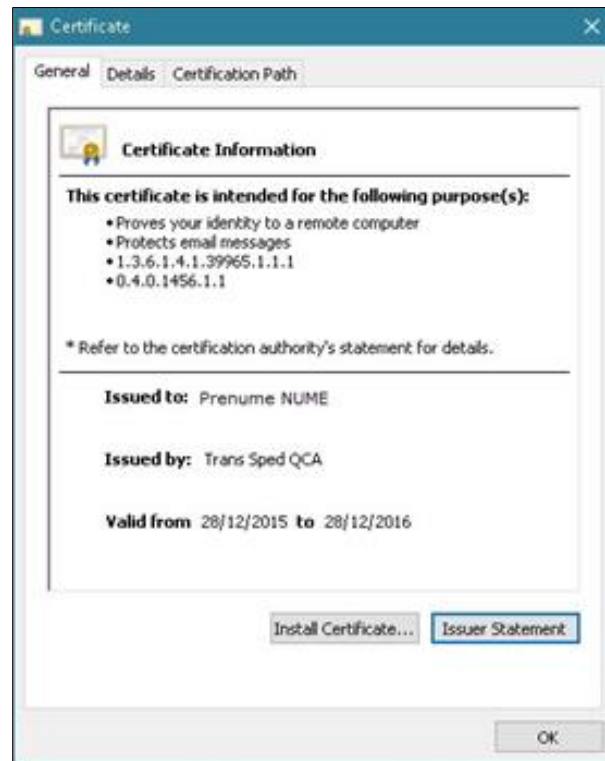 Certificate
General Details Certification Path
Certificate Information
This certificate is intended for the following purpose(s):
•Proves your identity to a remote computer
•Protects email messages
•1.3.6.1.4.1.39965.1.1.1
•0.4.0.1456.1.1
* Refer to the certification authority's statement for details.
Issued to: Prenume NUME
Issued by: Trans Sped QCA
Valid from 28/12/2015 to 28/12/2016
Install Certificate... Issuer Statement
OK